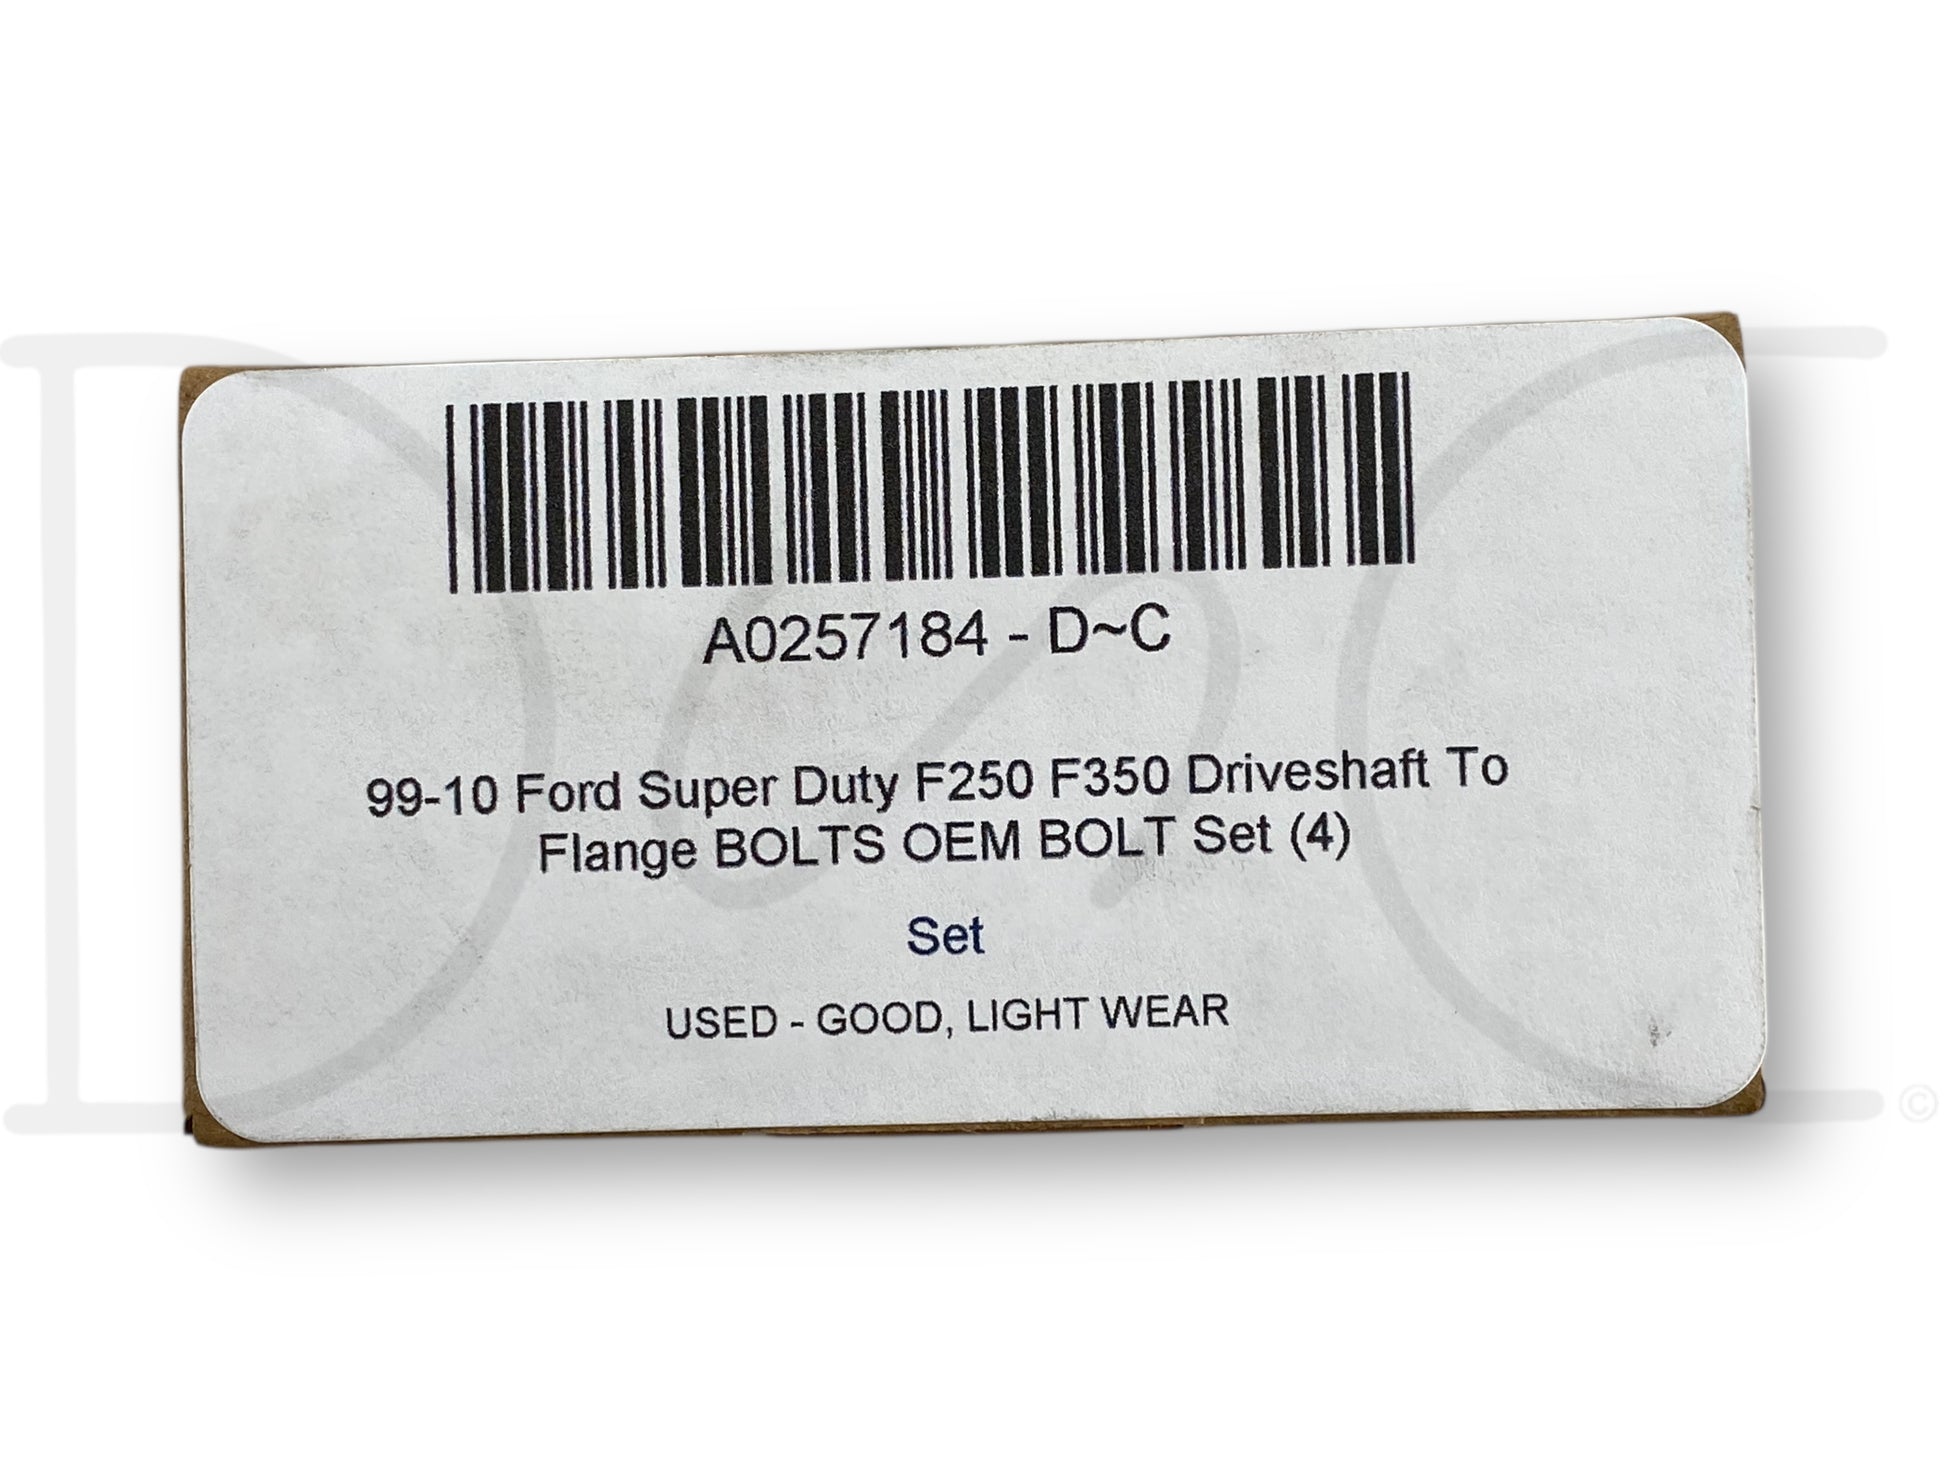 A0257184 - D~C
99-10 Ford Super Duty F250 F350 Driveshaft To
Flange BOLTS OEM BOLT Set (4)
Set
USED - GOOD, LIGHT WEAR
©